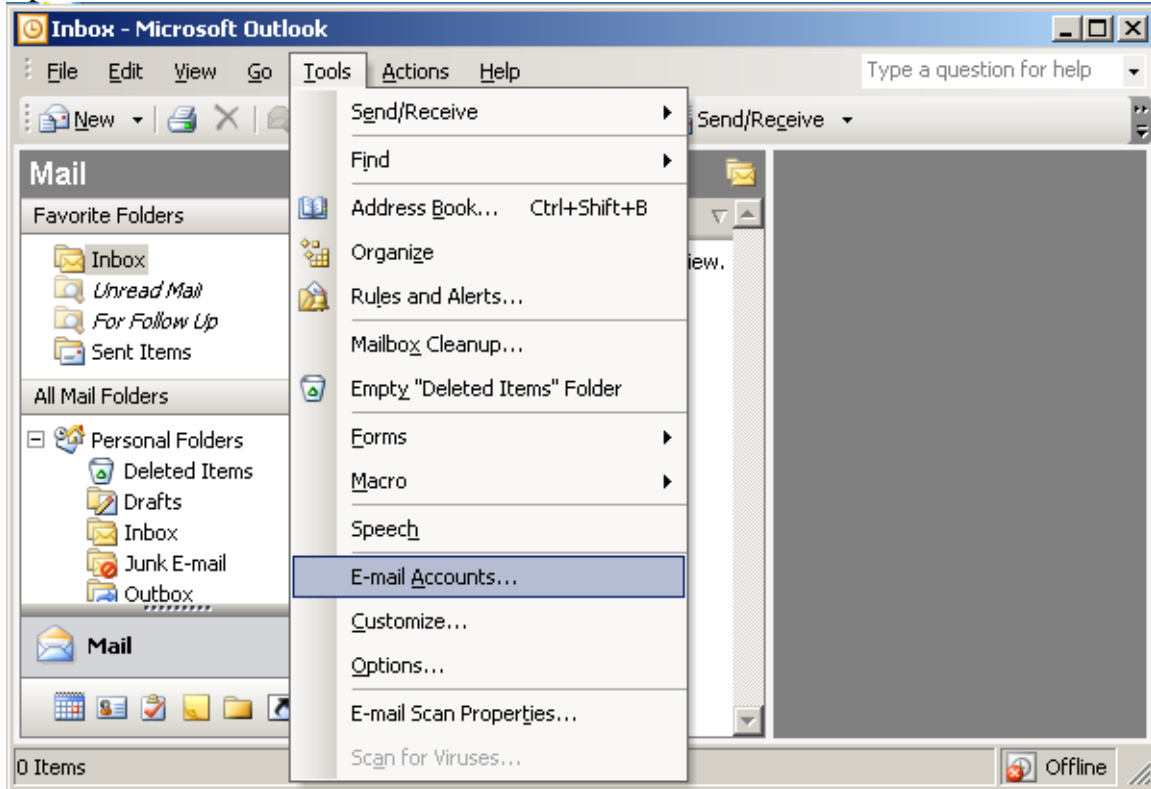 Inbox - Microsoft Outlook
File Edit View Go Tools Actions Help Type a question for help
New Send/Receive
Mail
Favorite Folders
Inbox
Unread Mail
For Follow Up
Sent Items
All Mail Folders
Personal Folders
Deleted Items
Drafts
Inbox
Junk E-mail
Outbox
Mail
Send/Receive
Find
Address Book... Ctrl+Shift+B
Organize
Rules and Alerts...
Mailbox Cleanup...
Empty "Deleted Items" Folder
Forms
Macro
Speech
E-mail Accounts...
Customize...
Options...
E-mail Scan Properties...
Scan for Viruses...
iew.
0 Items Offline